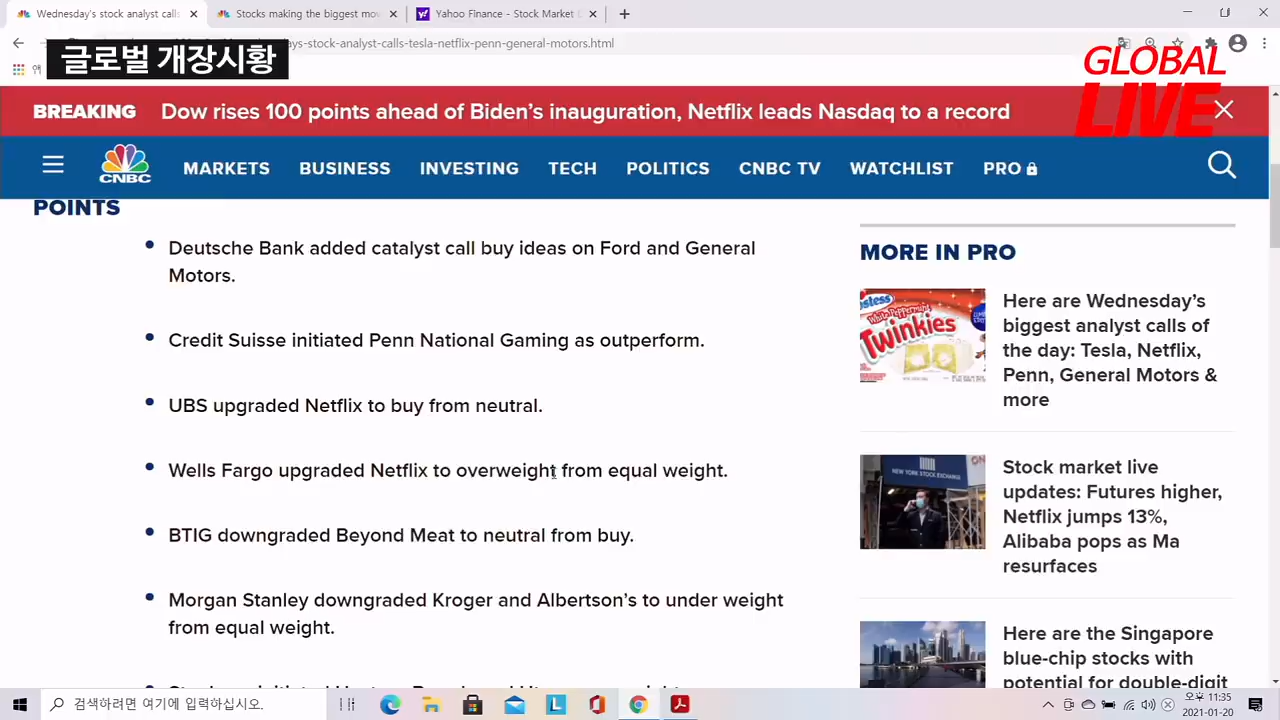 Wednesday's stock analyst calls
Stocks making the biggest mov
Yahoo Finance - Stock Market
ys-stock-analyst-calls-tesla-netflix-penn-general-motors.html
글로벌 개장시황
GLOBAL
LIVE
BREAKING Dow rises 100 points ahead of Biden's inauguration, Netflix leads Nasdaq to a record
CNBC MARKETS BUSINESS INVESTING TECH POLITICS CNBC TV WATCHLIST PRO
POINTS
Deutsche Bank added catalyst call buy ideas on Ford and General
Motors.
Credit Suisse initiated Penn National Gaming as outperform.
UBS upgraded Netflix to buy from neutral.
Wells Fargo upgraded Netflix to overweight from equal weight.
BTIG downgraded Beyond Meat to neutral from buy.
Morgan Stanley downgraded Kroger and Albertson's to under weight
from equal weight.
MORE IN PRO
White Peppermint
Twinkies
Here are Wednesday's
biggest analyst calls of
the day: Tesla, Netflix,
Penn, General Motors &
more
NEW YORK STOCK EXCHANGE
Stock market live
updates: Futures higher,
Netflix jumps 13%,
Alibaba pops as Ma
resurfaces
Here are the Singapore
blue-chip stocks with
potential for double-digit
검색하려면 여기에 입력하십시오.
오후 11:35
2021-01-20